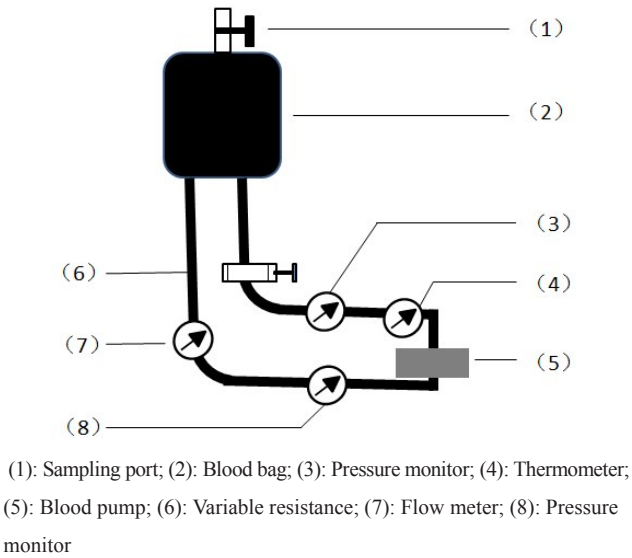 (1)
(2)
(3)
(6)
(4)
(7)
(5)
(8)
(1): Sampling port; (2): Blood bag; (3): Pressure monitor; (4): Thermometer;
(5): Blood pump; (6): Variable resistance; (7): Flow meter; (8): Pressure
monitor